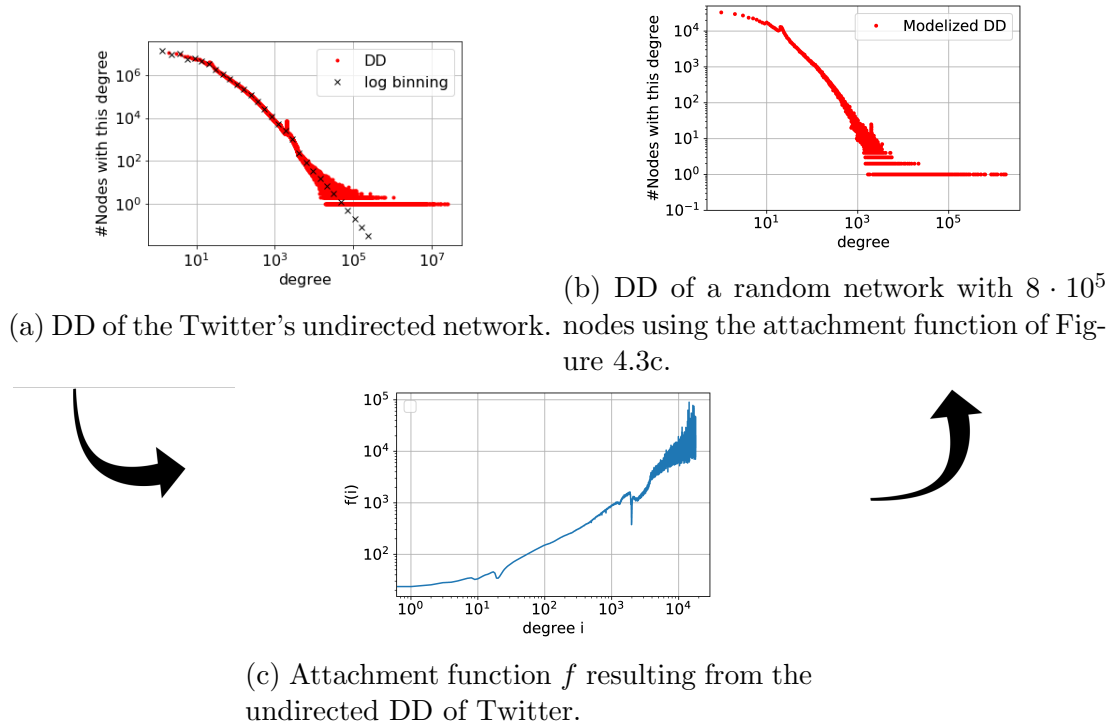 #Nodes with this degree
10^6
10^4
10^2
10^0
DD
log binning
10^1
10^3
10^5
10^7
degree
(a) DD of the Twitter's undirected network.
#Nodes with this degree
10^4
10^3
10^2
10^1
10^0
10^−1
Modelized DD
10^1
10^3
10^5
degree
(b) DD of a random network with 8 · 10^5
nodes using the attachment function of Fig-
ure 4.3c.
f(i)
10^5
10^4
10^3
10^2
10^0
10^1
10^2
10^3
10^4
degree i
(c) Attachment function f resulting from the
undirected DD of Twitter.